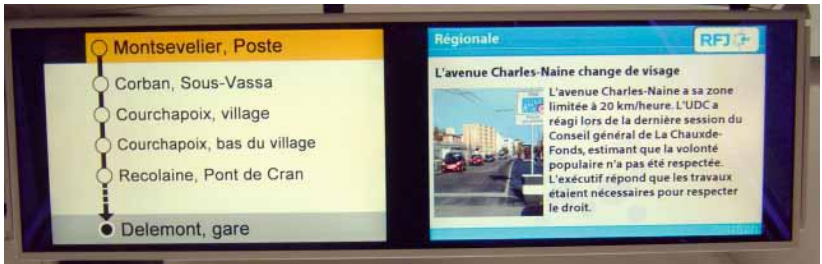 Montsevelier, Poste
Corban, Sous-Vassa
Courchapoix, village
Courchapoix, bas du village
Recolaine, Pont de Cran
Delemont, gare
Régionale
RFJ
L'avenue Charles-Naine change de visage
L'avenue Charles-Naine a sa zone
limitée à 20 km/heure. L'UDC a
réagi lors de la dernière session du
Conseil général de La Chaux-de-
Fonds, estimant que la volonté
populaire n'a pas été respectée.
L'exécutif répond que les travaux
étaient nécessaires pour respecter
le droit.